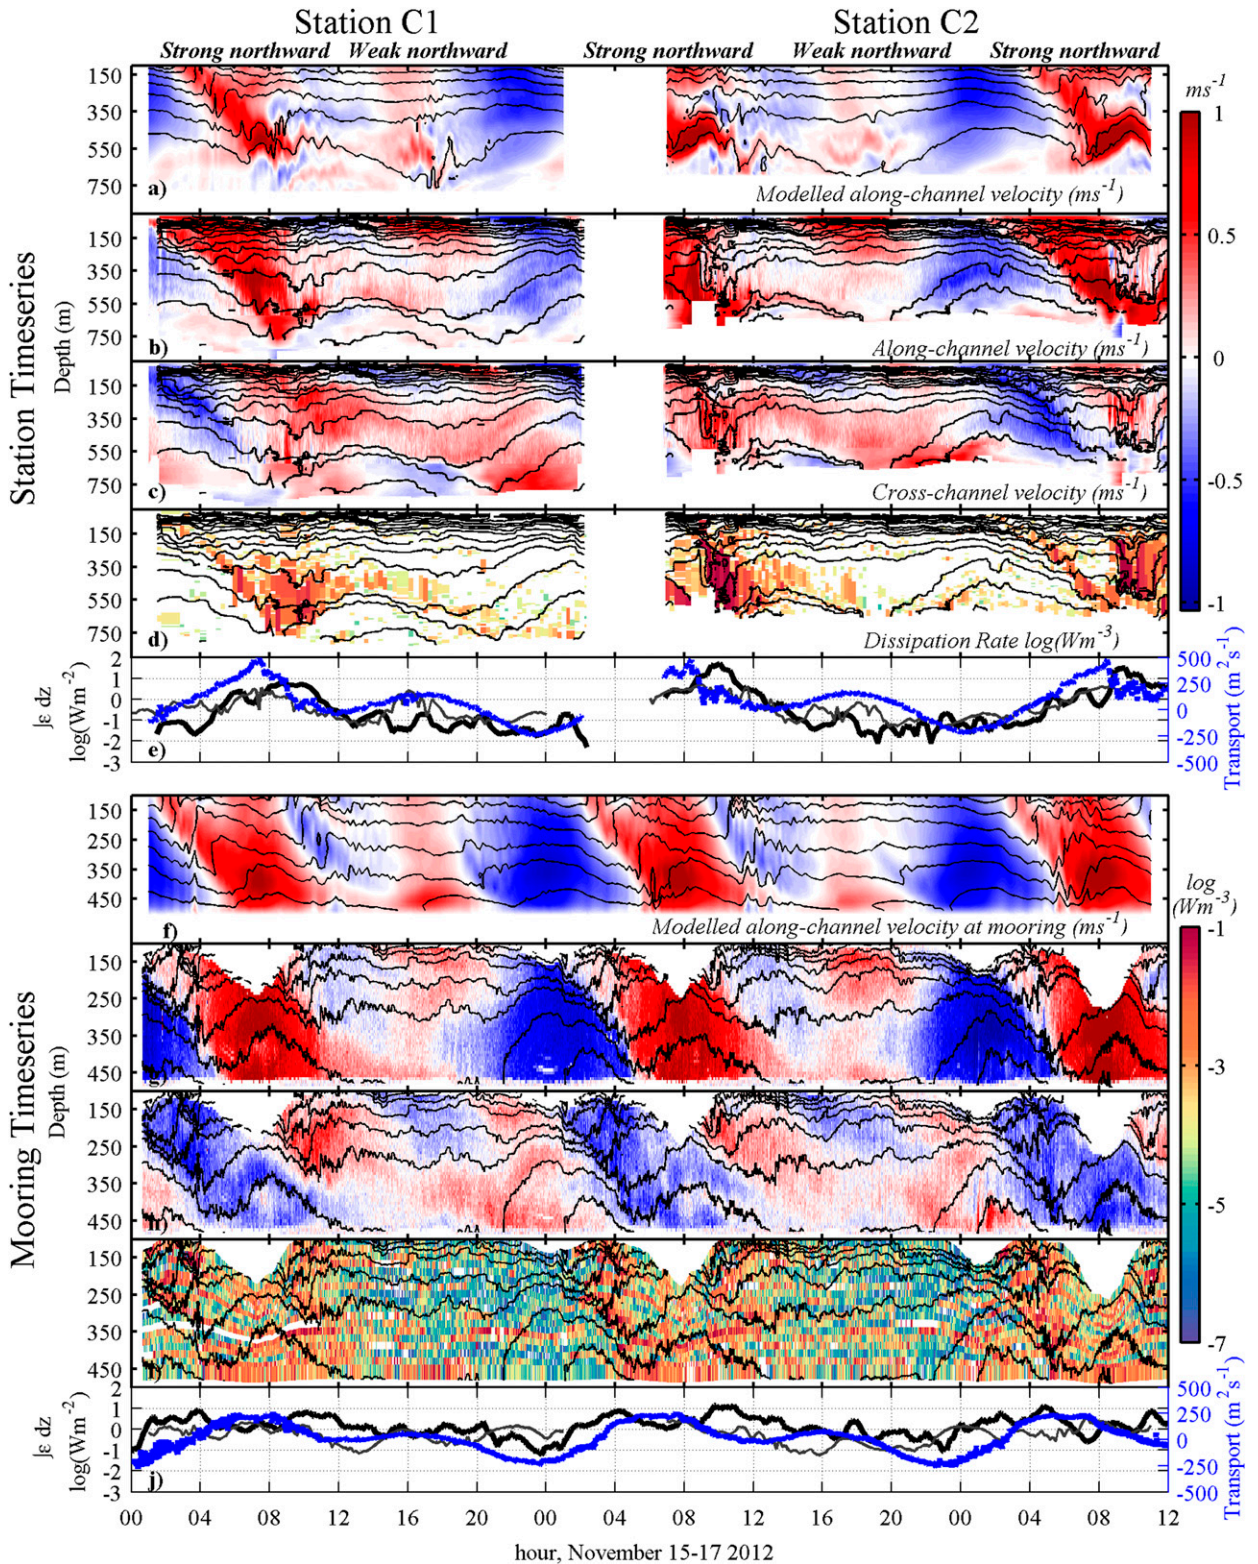 Station C1 Station C2
Strong northward Weak northward Strong northward Weak northward Strong northward
ms-1
Station Timeseries
Depth (m)
150
350
550
750
a)
Modelled along-channel velocity (ms-1)
1
0.5
0
-0.5
-1
150
350
550
750
b)
Along-channel velocity (ms-1)
150
350
550
750
c)
Cross-channel velocity (ms-1)
150
350
550
750
d)
Dissipation Rate log(Wm-3)
∫ε dz
log(Wm-2)
2
1
0
-1
-2
-3
e)
500
250
0
-250
-500
Transport (m2s-1)
Mooring Timeseries
Depth (m)
150
250
350
450
f)
Modelled along-channel velocity at mooring (ms-1)
log
(Wm-3)
-1
-3
-5
-7
150
250
350
450
150
250
350
450
150
250
350
450
∫ε dz
log(Wm-2)
2
1
0
-1
-2
-3
j)
500
250
0
-250
-500
Transport (m2s-1)
00 04 08 12 16 20 00 04 08 12 16 20 00 04 08 12
hour, November 15-17 2012